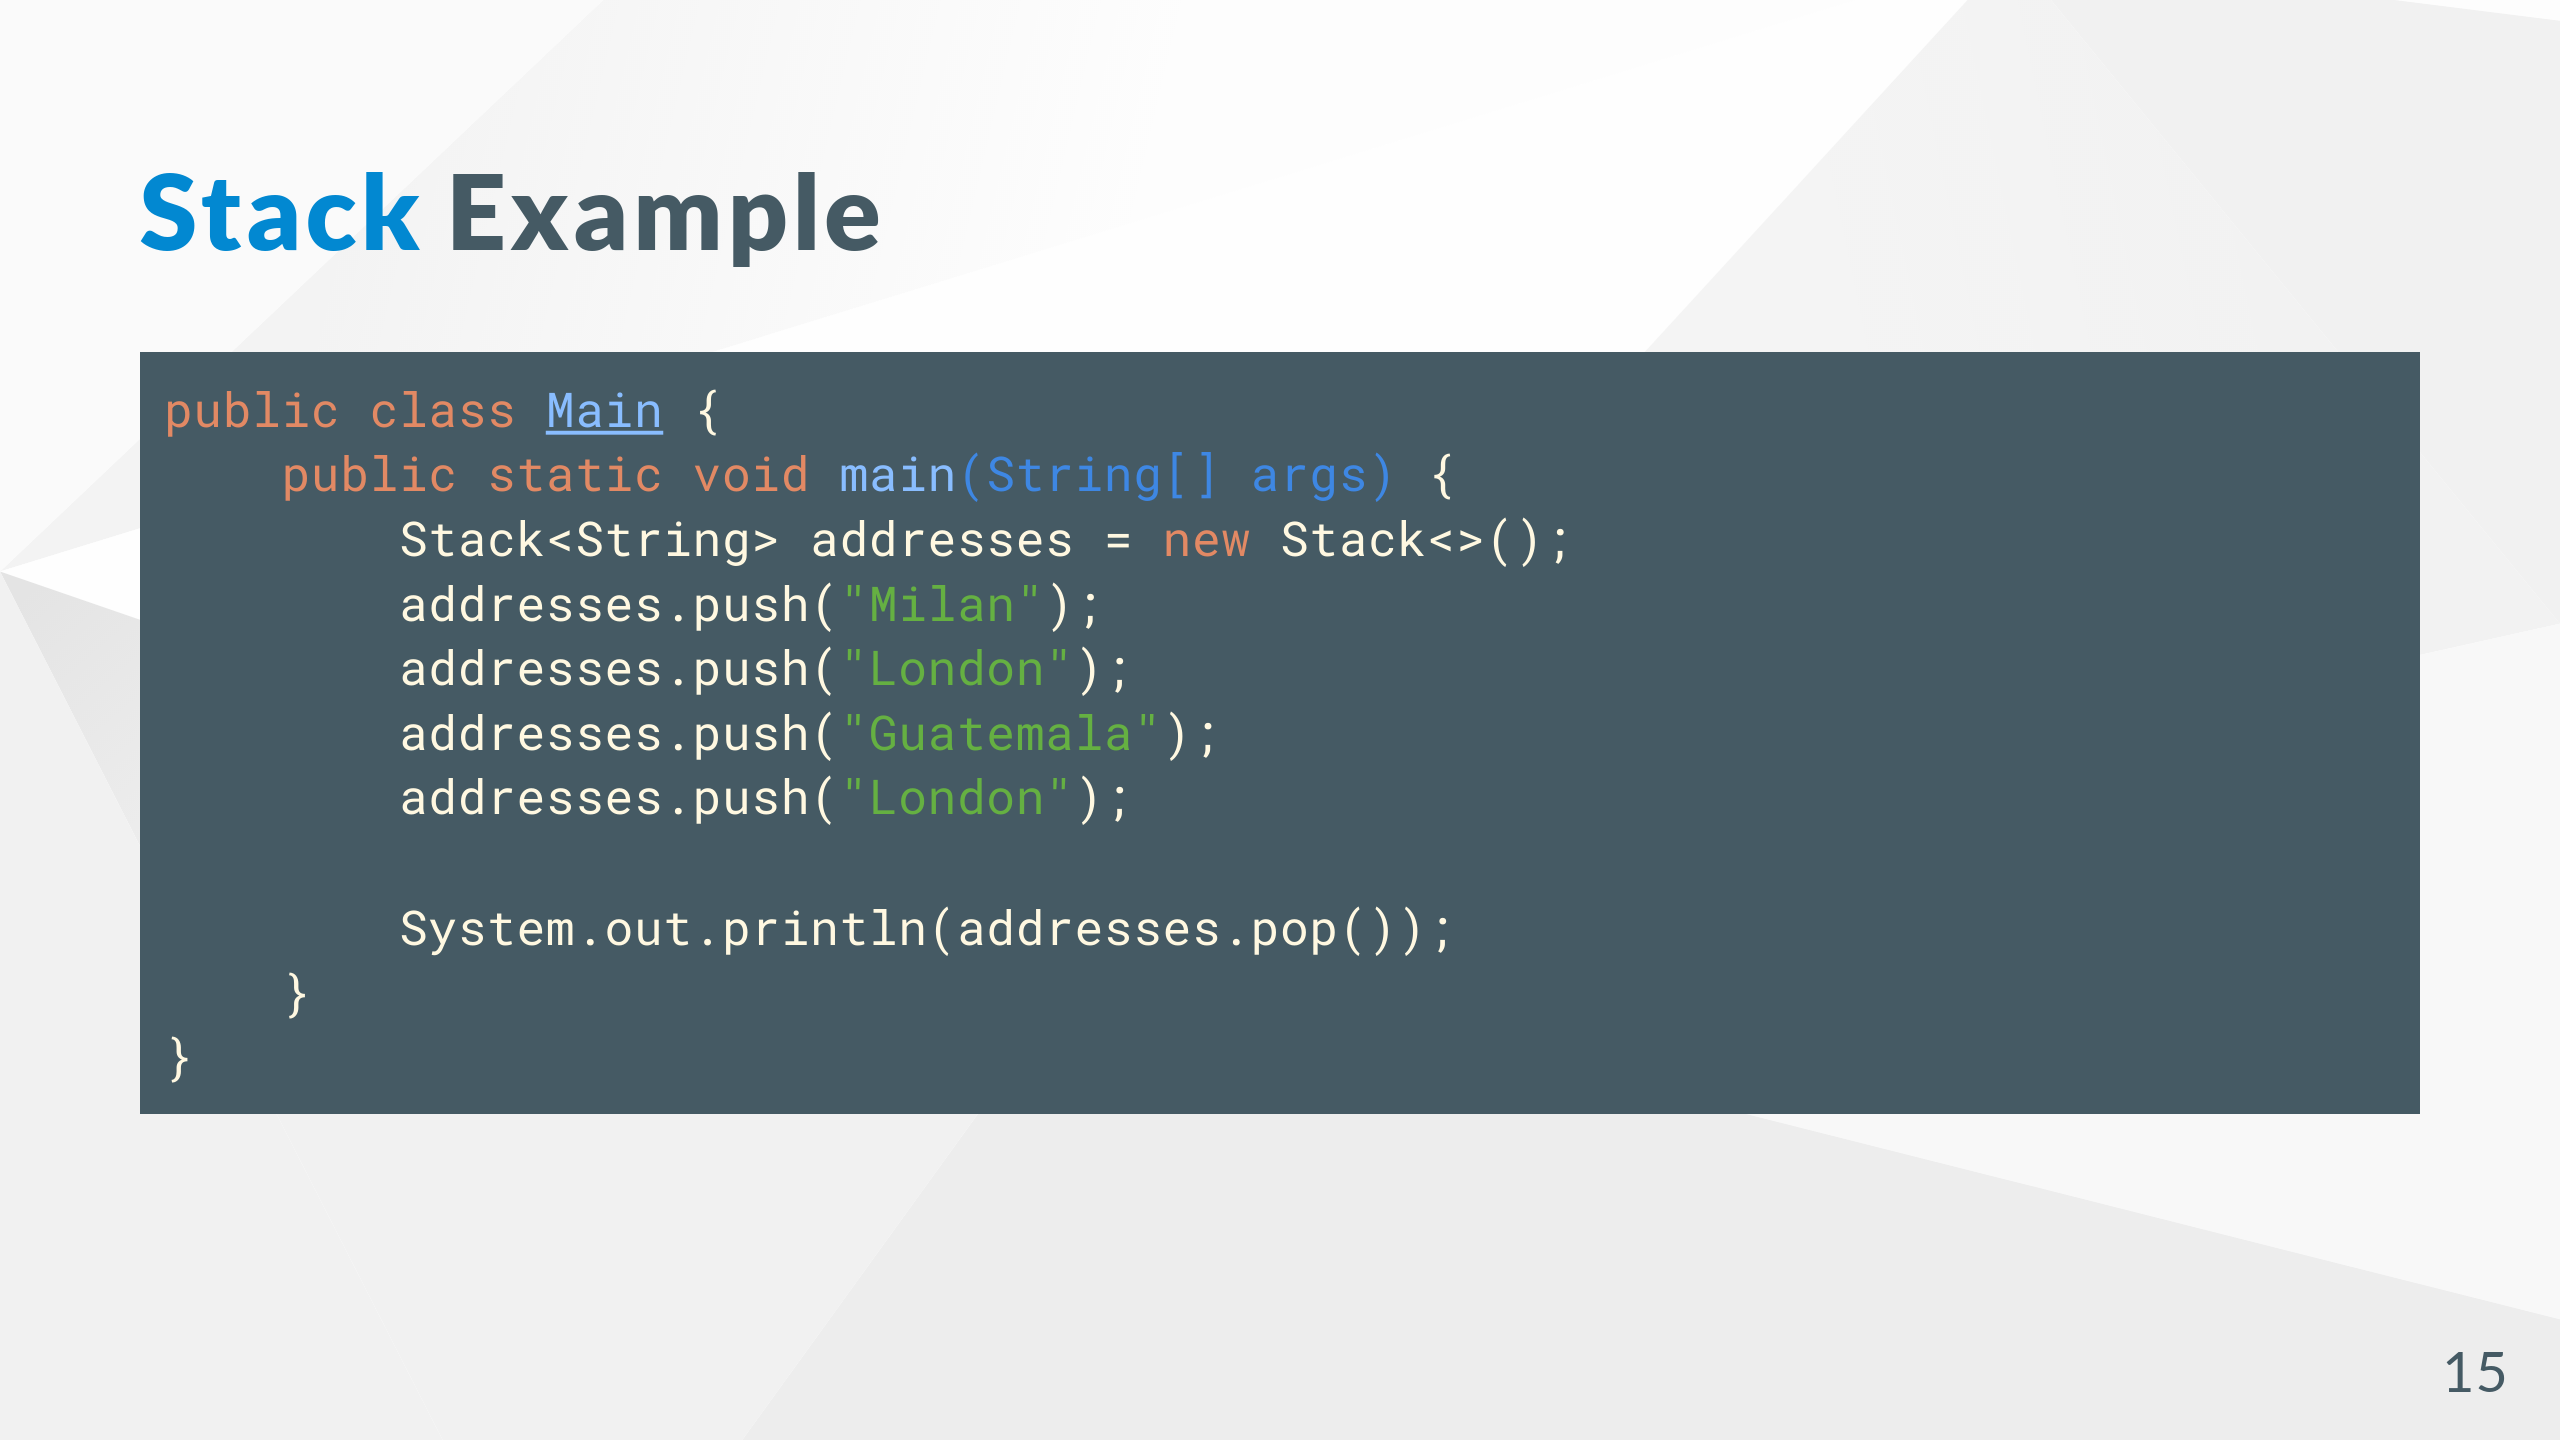 Stack Example
public class Main {
    public static void main(String[] args) {
        Stack<String> addresses = new Stack<>();
        addresses.push("Milan");
        addresses.push("London");
        addresses.push("Guatemala");
        addresses.push("London");

        System.out.println(addresses.pop());
    }
}
15